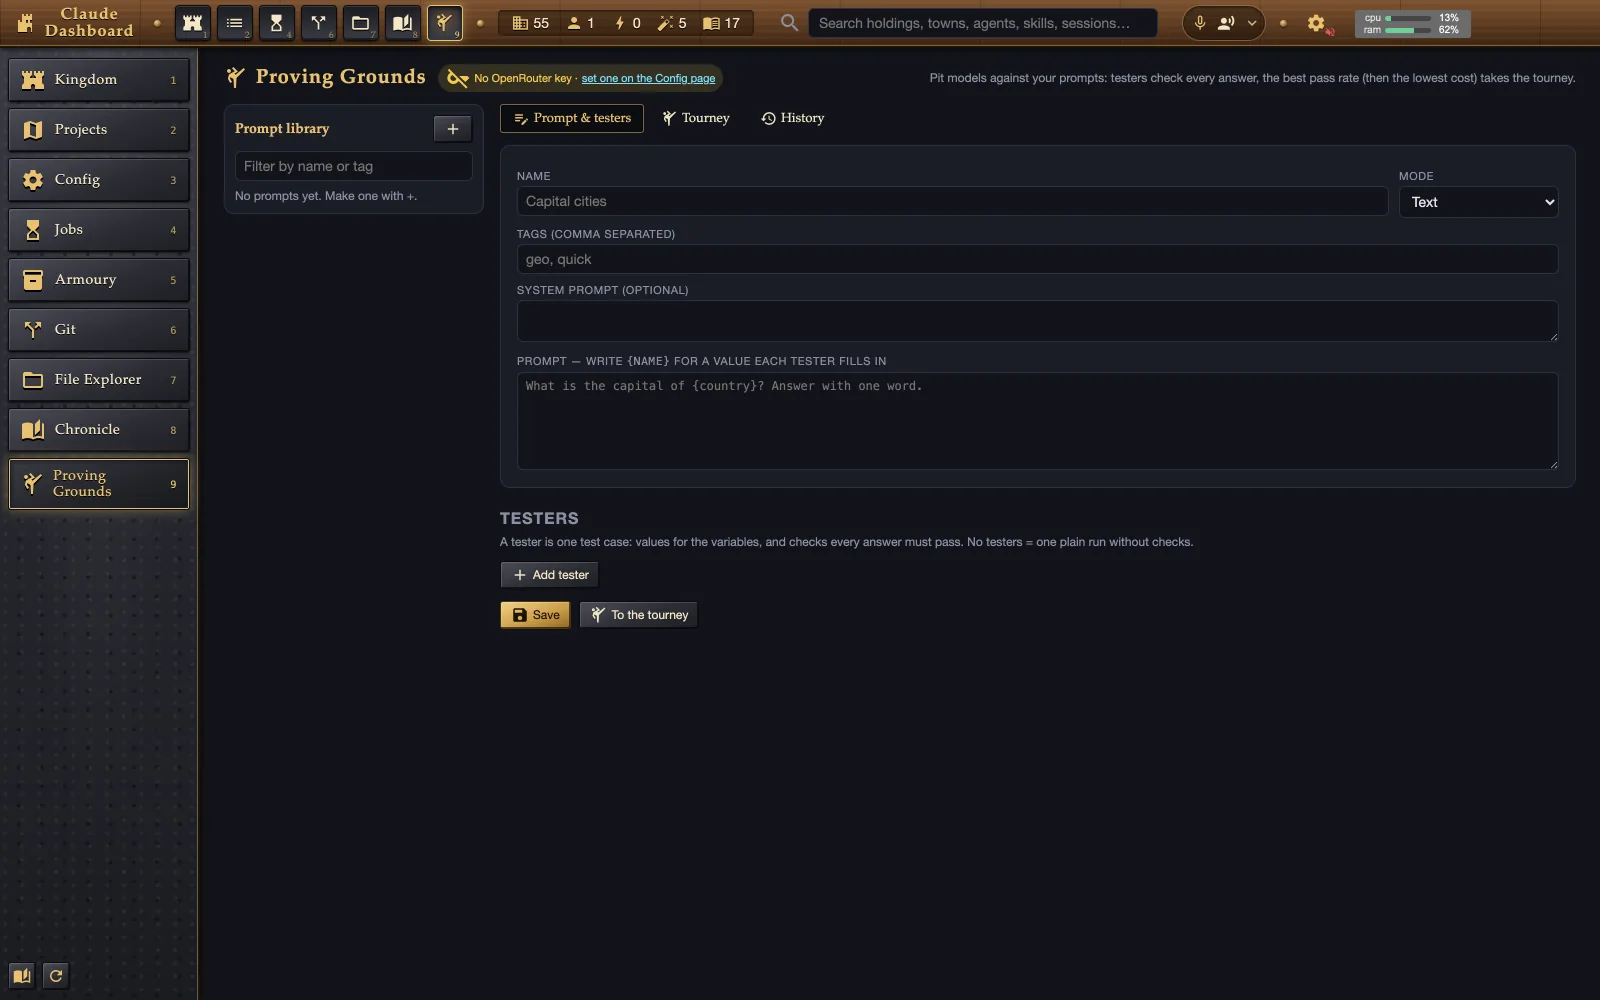 Claude
Dashboard
1
2
4
6
7
8
9
55
1
0
5
17
Search holdings, towns, agents, skills, sessions…
cpu 13%
ram 62%
Kingdom 1
Projects 2
Config 3
Jobs 4
Armoury 5
Git 6
File Explorer 7
Chronicle 8
Proving
Grounds 9
Proving Grounds
No OpenRouter key · set one on the Config page
Pit models against your prompts: testers check every answer, the best pass rate (then the lowest cost) takes the tourney.
Prompt library
+
Filter by name or tag
No prompts yet. Make one with +.
Prompt & testers
Tourney
History
NAME
Capital cities
MODE
Text
TAGS (COMMA SEPARATED)
geo, quick
SYSTEM PROMPT (OPTIONAL)
PROMPT — WRITE {NAME} FOR A VALUE EACH TESTER FILLS IN
What is the capital of {country}? Answer with one word.
TESTERS
A tester is one test case: values for the variables, and checks every answer must pass. No testers = one plain run without checks.
+ Add tester
Save
To the tourney